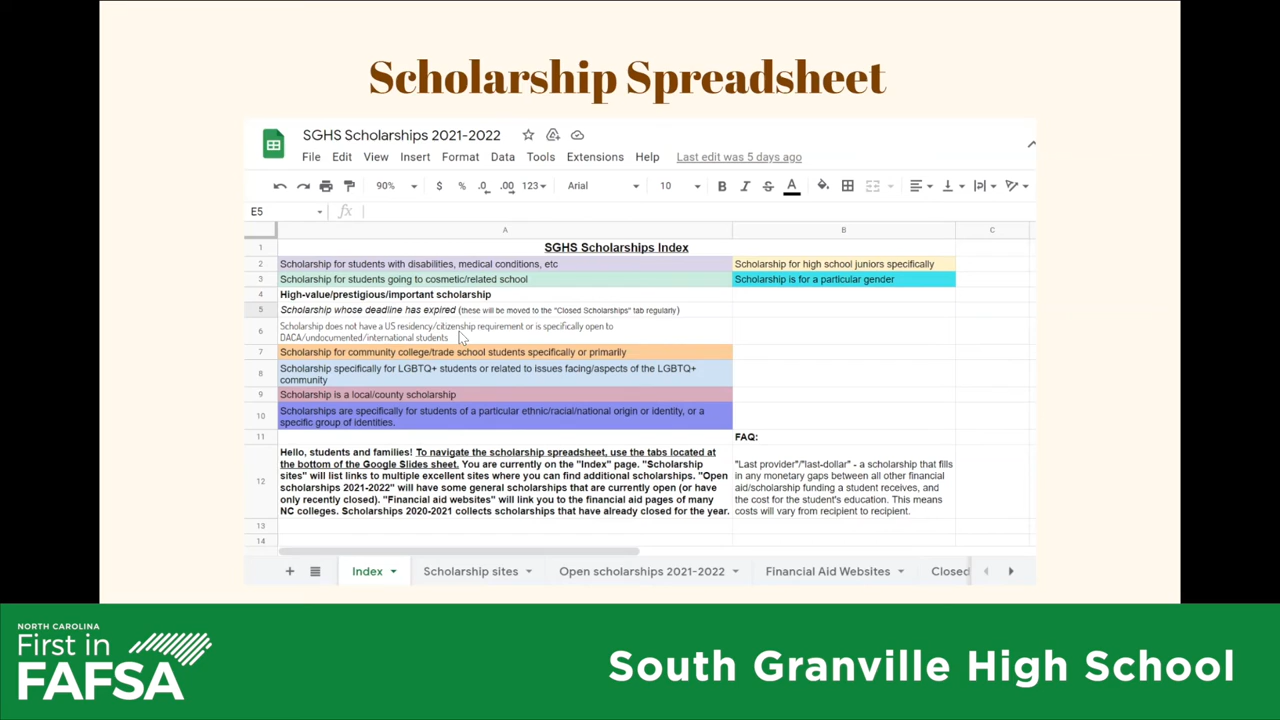 Scholarship Spreadsheet
SGHS Scholarships 2021-2022
File Edit View Insert Format Data Tools Extensions Help Last edit was 5 days ago
90% $ % .0 .00 123 Arial 10 B I S A
E5 fx
A B C
1 SGHS Scholarships Index
2 Scholarship for students with disabilities, medical conditions, etc Scholarship for high school juniors specifically
3 Scholarship for students going to cosmetic/related school Scholarship is for a particular gender
4 High-value/prestigious/important scholarship
5 Scholarship whose deadline has expired (these will be moved to the "Closed Scholarships" tab regularly)
6 Scholarship does not have a US residency/citizenship requirement or is specifically open to
DACA/undocumented/international students
7 Scholarship for community college/trade school students specifically or primarily
8 Scholarship specifically for LGBTQ+ students or related to issues facing/aspects of the LGBTQ+
community
9 Scholarship is a local/county scholarship
10 Scholarships are specifically for students of a particular ethnic/racial/national origin or identity, or a
specific group of identities.
11 FAQ:
12 Hello, students and families! To navigate the scholarship spreadsheet, use the tabs located at
the bottom of the Google Slides sheet. You are currently on the "Index" page. "Scholarship
sites" will list links to multiple excellent sites where you can find additional scholarships. "Open
scholarships 2021-2022" will have some general scholarships that are currently open (or have
only recently closed). "Financial aid websites" will link you to the financial aid pages of many
NC colleges. Scholarships 2020-2021 collects scholarships that have already closed for the year.
"Last provider"/"last-dollar" - a scholarship that fills
in any monetary gaps between all other financial
aid/scholarship funding a student receives, and
the cost for the student's education. This means
costs will vary from recipient to recipient.
13
14
Index Scholarship sites Open scholarships 2021-2022 Financial Aid Websites Closed
NORTH CAROLINA
First in
FAFSA
South Granville High School